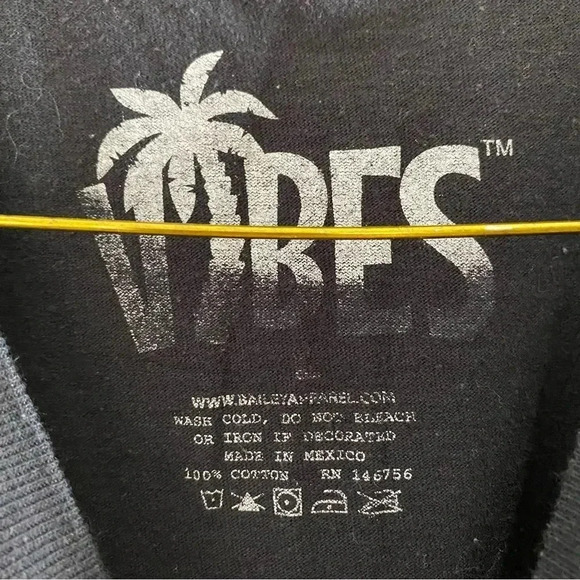 VIBES™
WWW.BAILEYAPPAREL.COM
WASH COLD, DO NOT BLEACH
OR IRON IF DECORATED
MADE IN MEXICO
100% COTTON RN 146756